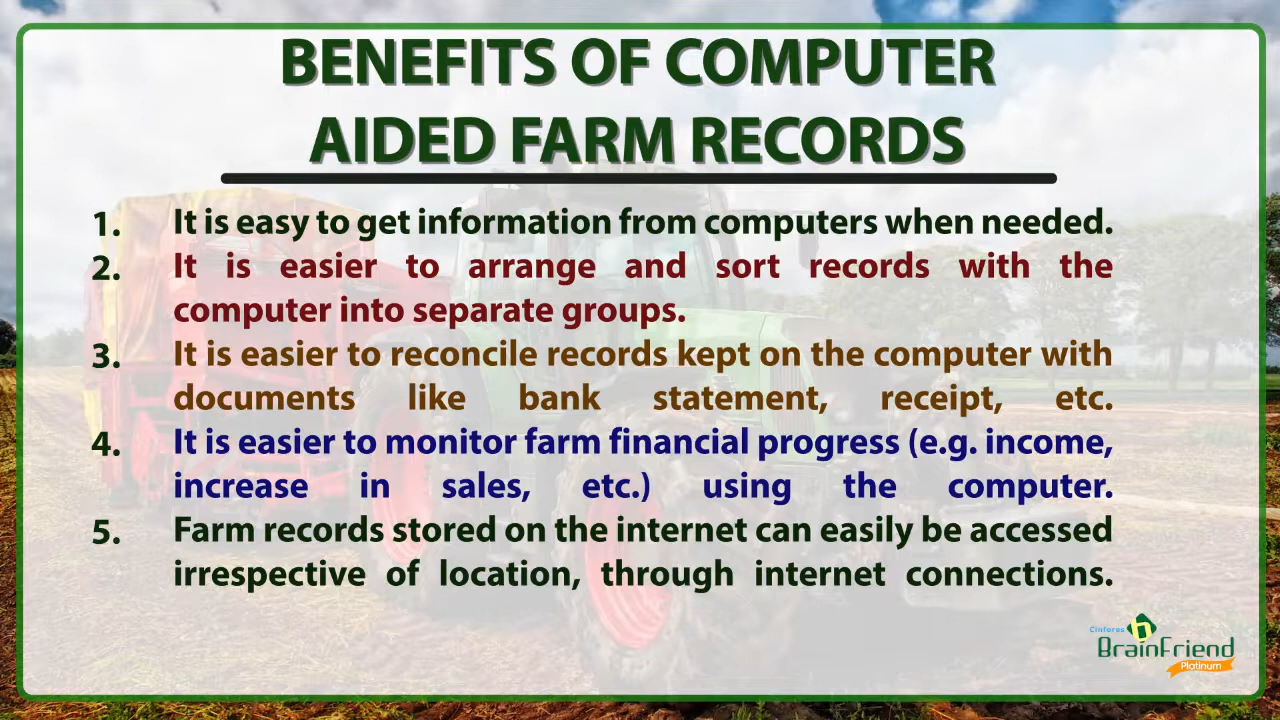 BENEFITS OF COMPUTER
AIDED FARM RECORDS
1. It is easy to get information from computers when needed.
2. It is easier to arrange and sort records with the
computer into separate groups.
3. It is easier to reconcile records kept on the computer with
documents like bank statement, receipt, etc.
4. It is easier to monitor farm financial progress (e.g. income,
increase in sales, etc.) using the computer.
5. Farm records stored on the internet can easily be accessed
irrespective of location, through internet connections.
Cinfores
BrainFriend
Platinum